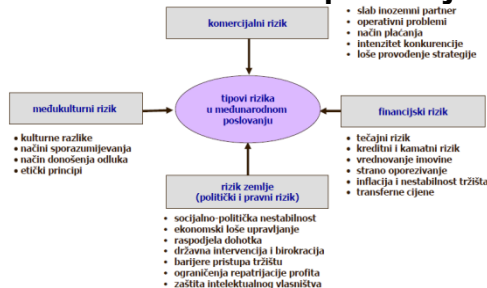 komercijalni rizik
• slab inozemni partner
• operativni problemi
• način plaćanja
• intenzitet konkurencije
• loše provođenje strategije
međukulturni rizik
• kulturne razlike
• načini sporazumijevanja
• način donošenja odluka
• etički principi
tipovi rizika
u međunarodnom
poslovanju
financijski rizik
• tečajni rizik
• kreditni i kamatni rizik
• vrednovanje imovine
• strano oporezivanje
• inflacija i nestabilnost tržišta
• transferne cijene
rizik zemlje
(politički i pravni rizik)
• socijalno-politička nestabilnost
• ekonomski loše upravljanje
• raspodjela dohotka
• državna intervencija i birokracija
• barijere pristupa tržištu
• ograničenja repatrijacije profita
• zaštita intelektualnog vlasništva